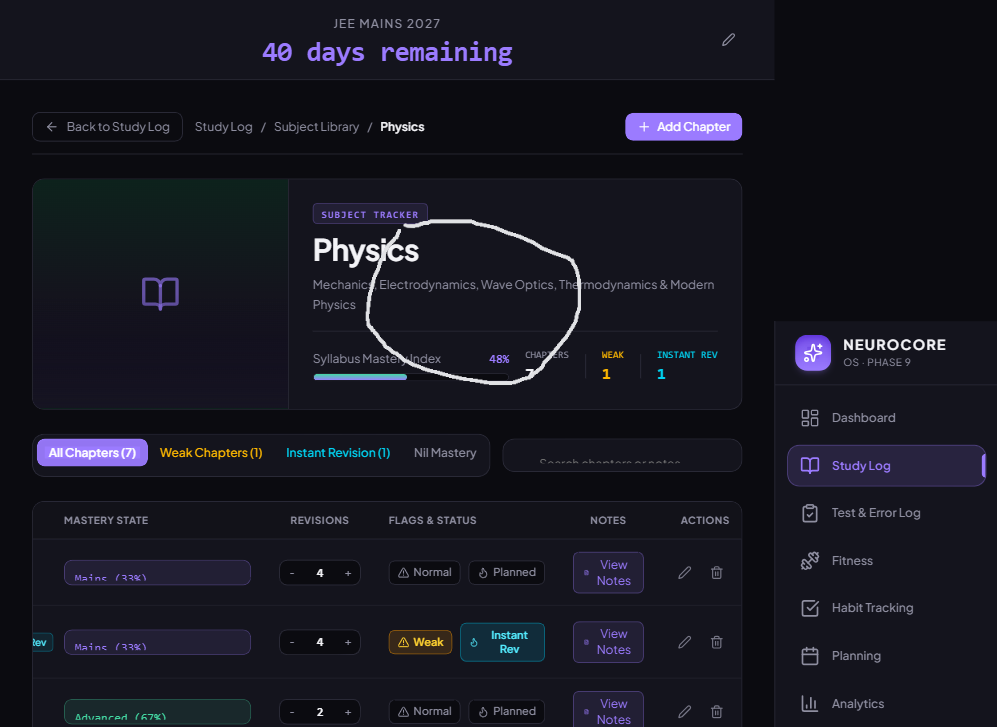 JEE MAINS 2027
40 days remaining
Back to Study Log
Study Log / Subject Library / Physics
+ Add Chapter
SUBJECT TRACKER
Physics
Mechanics, Electrodynamics, Wave Optics, Thermodynamics & Modern
Physics
Syllabus Mastery Index 48%
CHAPTERS
7
WEAK
1
INSTANT REV
1
All Chapters (7) Weak Chapters (1) Instant Revision (1) Nil Mastery
Search chapters or notes
MASTERY STATE REVISIONS FLAGS & STATUS NOTES ACTIONS
Mains (33%) - 4 + Normal Planned View
Notes
Rev Mains (33%) - 4 + Weak Instant
Rev View
Notes
Advanced (67%) - 2 + Normal Planned View
Notes
NEUROCORE
OS · PHASE 9
Dashboard
Study Log
Test & Error Log
Fitness
Habit Tracking
Planning
Analytics